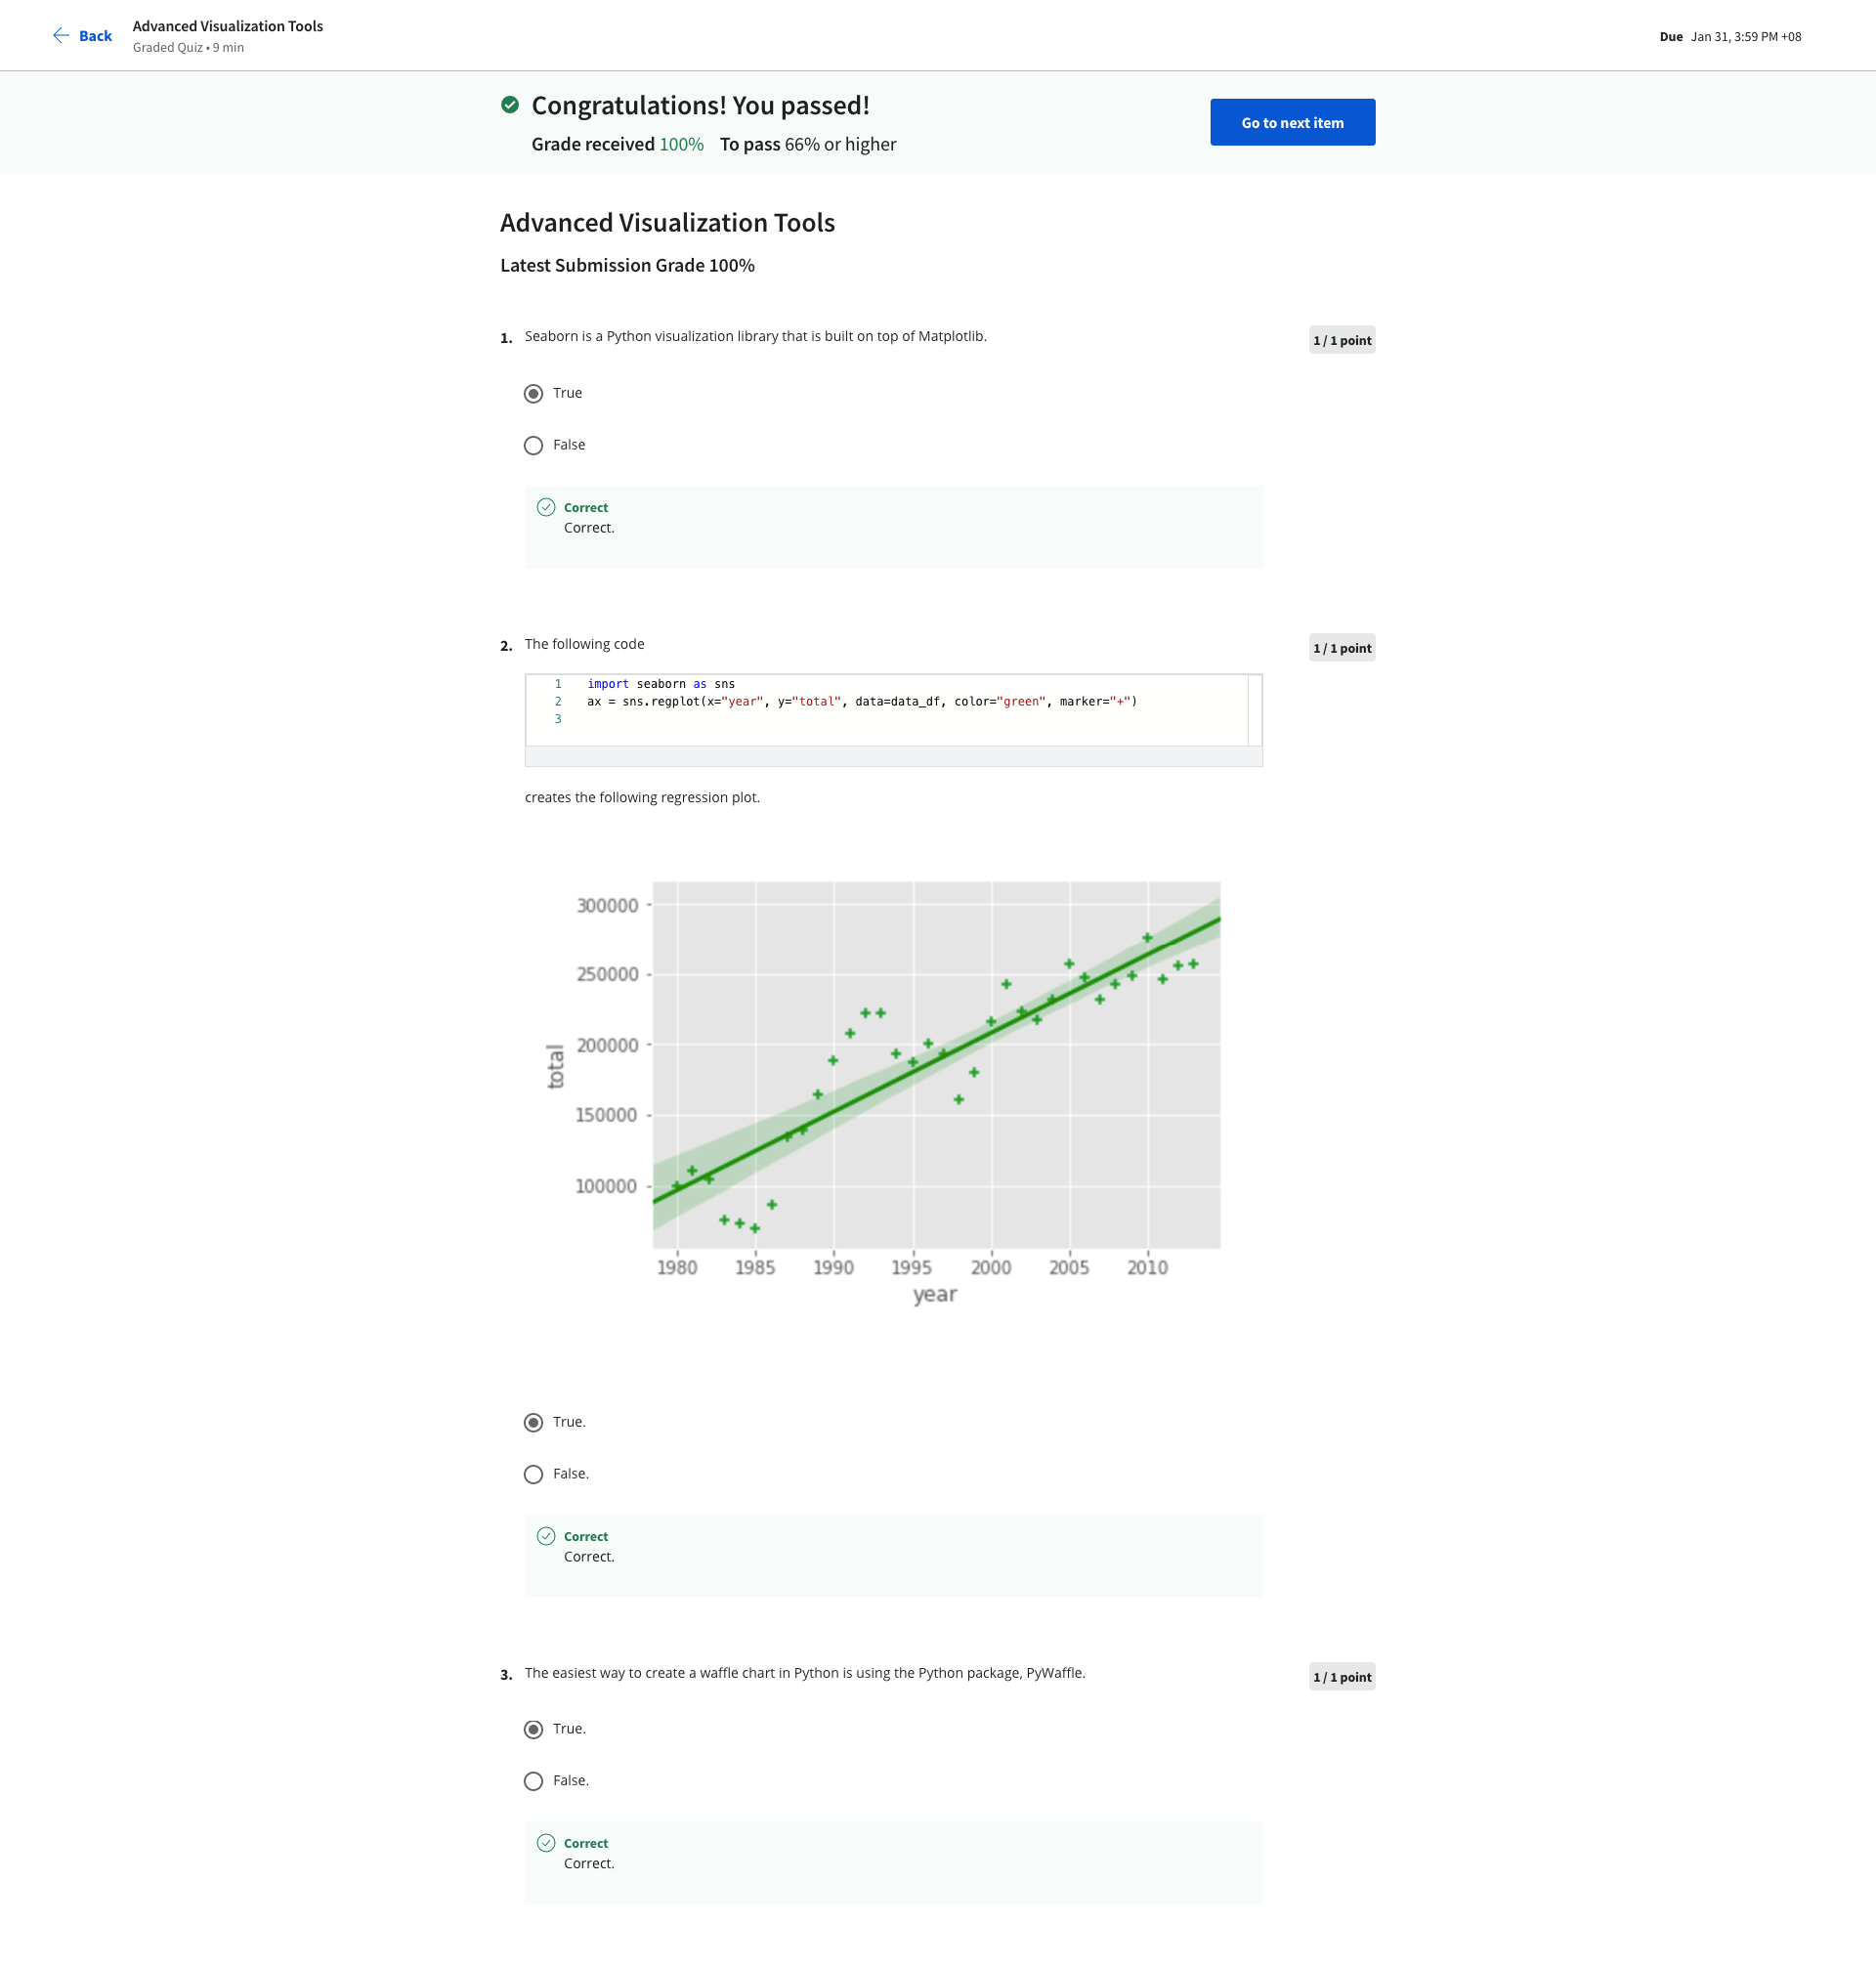 Back
Advanced Visualization Tools
Graded Quiz • 9 min
Due Jan 31, 3:59 PM +08
Congratulations! You passed!
Grade received 100% To pass 66% or higher
Go to next item
Advanced Visualization Tools
Latest Submission Grade 100%
1. Seaborn is a Python visualization library that is built on top of Matplotlib.
1 / 1 point
True
False
Correct
Correct.
2. The following code
1 / 1 point
1 import seaborn as sns
2 ax = sns.regplot(x="year", y="total", data=data_df, color="green", marker="+")
3
creates the following regression plot.
300000
250000
200000
150000
100000
total
1980 1985 1990 1995 2000 2005 2010
year
True.
False.
Correct
Correct.
3. The easiest way to create a waffle chart in Python is using the Python package, PyWaffle.
1 / 1 point
True.
False.
Correct
Correct.